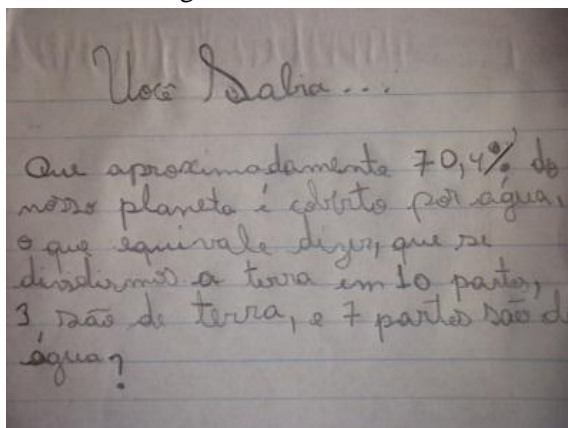 Você Sabia...
Que aproximadamente 70,4% do
nosso planeta é coberto por água,
o que equivale dizer, que se
dividirmos a terra em 10 partes,
3 são de terra, e 7 partes são d
água?